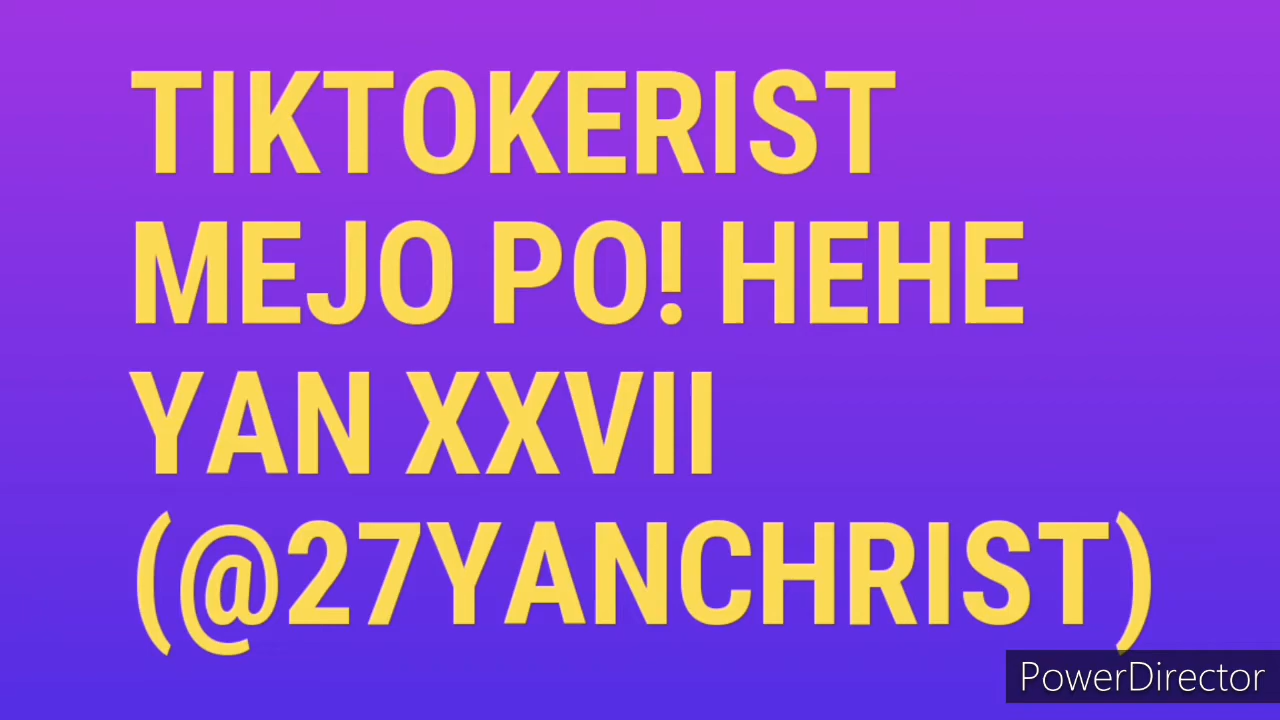 TIKTOKERIST
MEJO PO! HEHE
YAN XXVII
(@27YANCHRIST)
PowerDirector